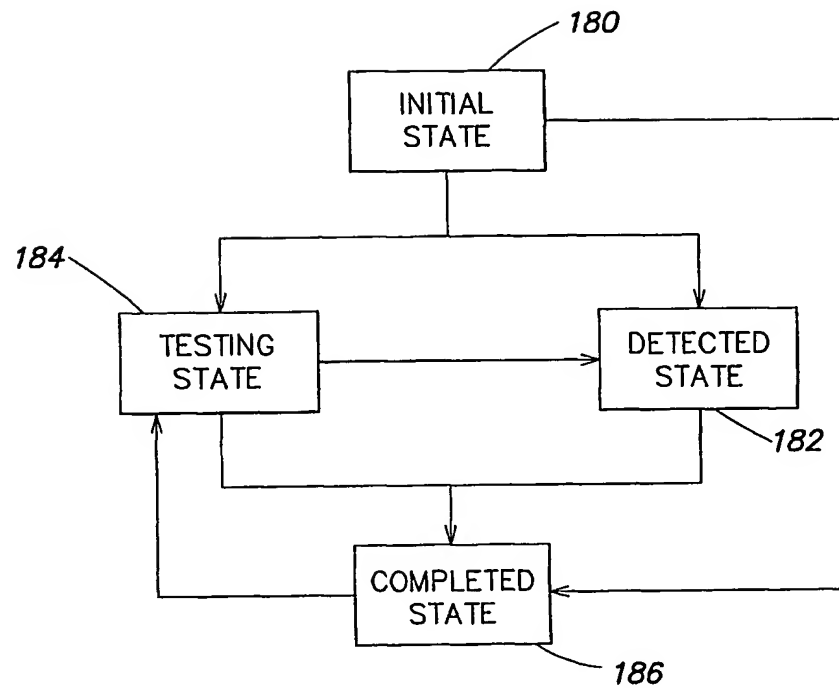 180
INITIAL
STATE
184
TESTING
STATE
DETECTED
STATE
182
COMPLETED
STATE
186